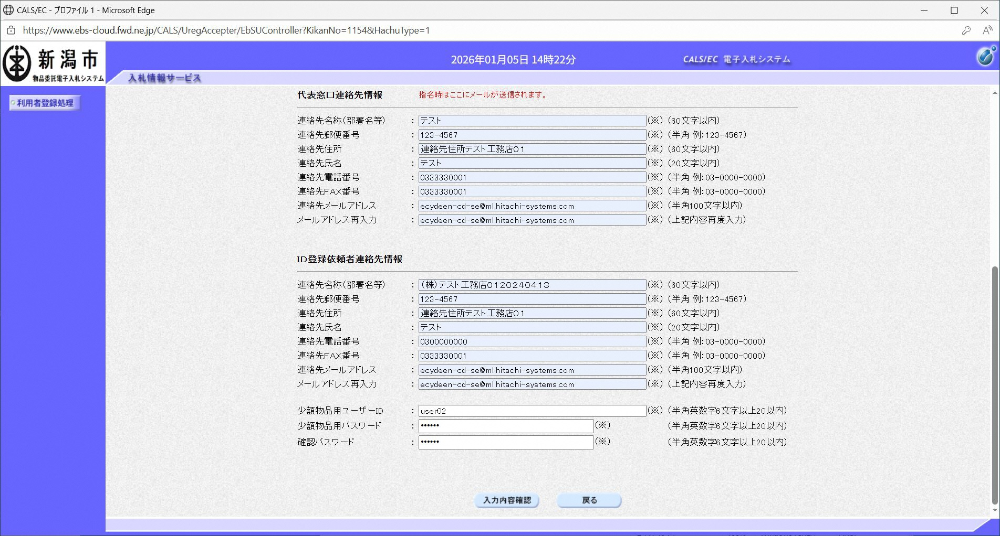 CALS/EC - プロファイル 1 - Microsoft Edge
https://www.ebs-cloud.fwd.ne.jp/CALS/UregAccepter/EbSUController?KikanNo=1154&HachuType=1
新潟市
物品委託電子入札システム
2026年01月05日 14時22分
CALS/EC 電子入札システム
入札情報サービス
利用者登録処理
代表窓口連絡先情報 指名時はここにメールが送信されます。
連絡先名称(部署名等) : テスト (※) (60文字以内)
連絡先郵便番号 : 123-4567 (※) (半角 例:123-4567)
連絡先住所 : 連絡先住所テスト工務店01 (※) (60文字以内)
連絡先氏名 : テスト (※) (20文字以内)
連絡先電話番号 : 0333330001 (※) (半角 例:03-0000-0000)
連絡先FAX番号 : 0333330001 (※) (半角 例:03-0000-0000)
連絡先メールアドレス : ecydeen-cd-se@ml.hitachi-systems.com (※) (半角100文字以内)
メールアドレス再入力 : ecydeen-cd-se@ml.hitachi-systems.com (※) (上記内容再度入力)
ID登録依頼者連絡先情報
連絡先名称(部署名等) : (株)テスト工務店0120240413 (※) (60文字以内)
連絡先郵便番号 : 123-4567 (※) (半角 例:123-4567)
連絡先住所 : 連絡先住所テスト工務店01 (※) (60文字以内)
連絡先氏名 : テスト (※) (20文字以内)
連絡先電話番号 : 0300000000 (※) (半角 例:03-0000-0000)
連絡先FAX番号 : 0333330001 (※) (半角 例:03-0000-0000)
連絡先メールアドレス : ecydeen-cd-se@ml.hitachi-systems.com (※) (半角100文字以内)
メールアドレス再入力 : ecydeen-cd-se@ml.hitachi-systems.com (※) (上記内容再度入力)
少額物品用ユーザーID : user02 (※) (半角英数字6文字以上20以内)
少額物品用パスワード : •••••• (※) (半角英数字6文字以上20以内)
確認パスワード : •••••• (※) (半角英数字6文字以上20以内)
入力内容確認 戻る